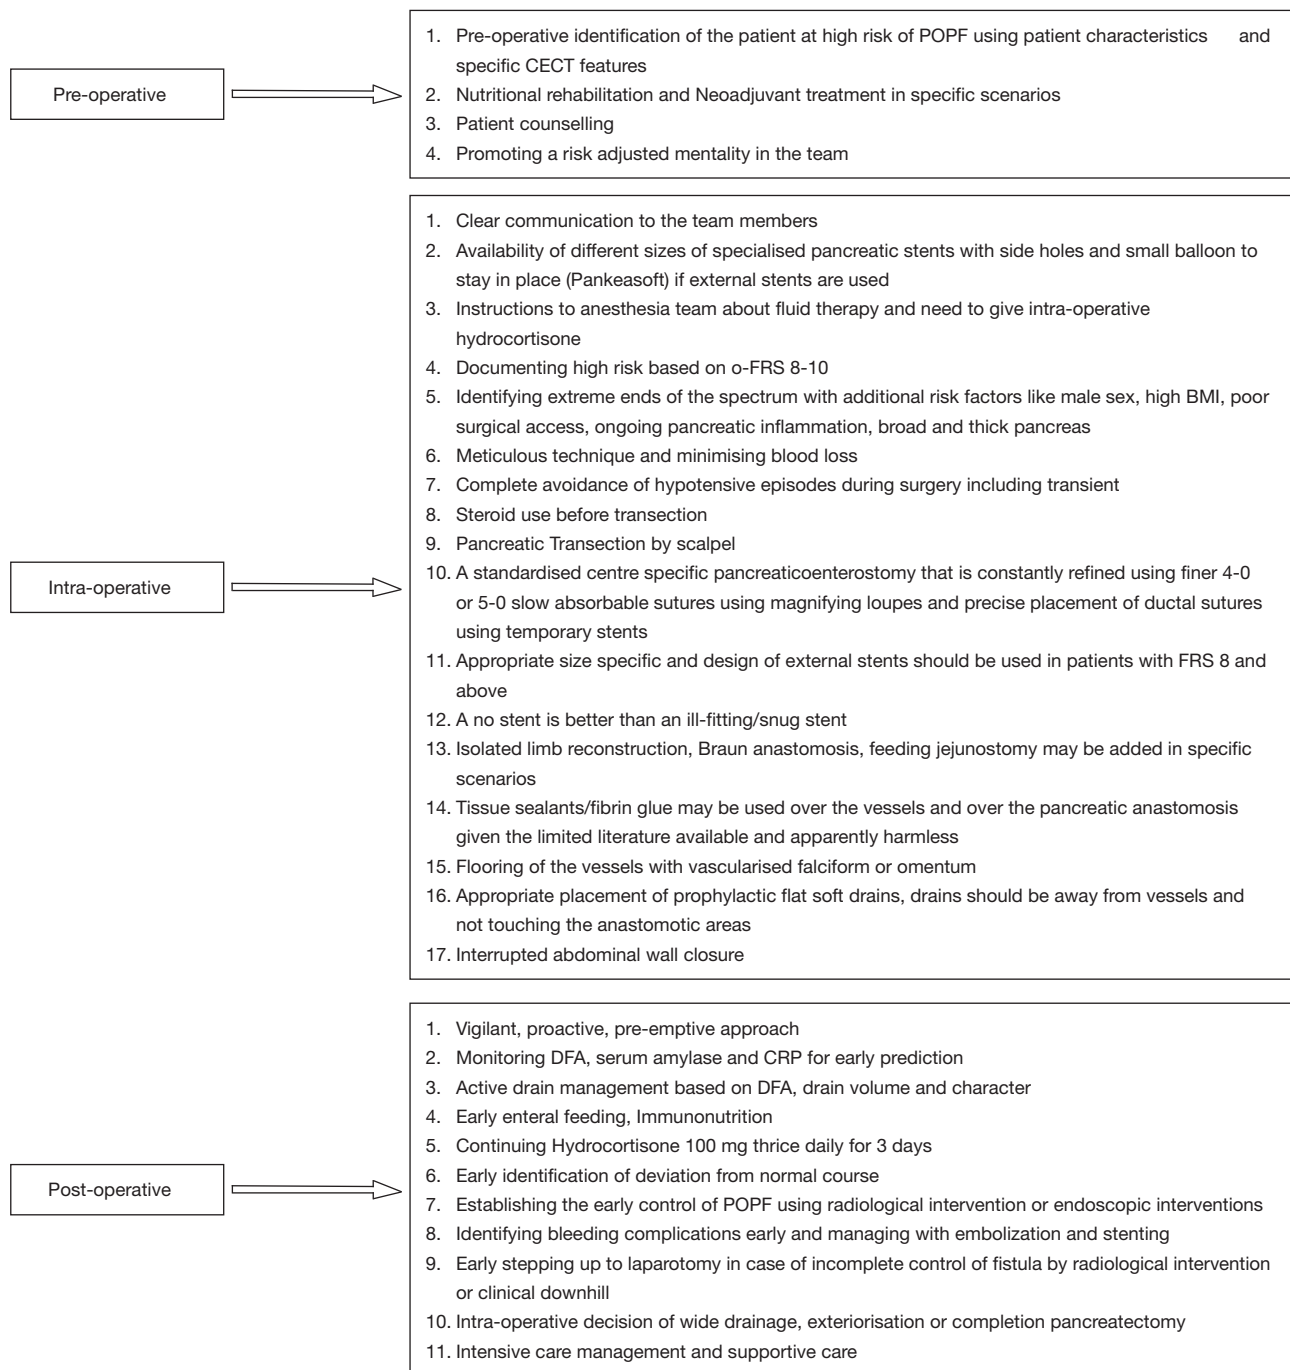 Pre-operative
1. Pre-operative identification of the patient at high risk of POPF using patient characteristics and
specific CECT features
2. Nutritional rehabilitation and Neoadjuvant treatment in specific scenarios
3. Patient counselling
4. Promoting a risk adjusted mentality in the team
Intra-operative
1. Clear communication to the team members
2. Availability of different sizes of specialised pancreatic stents with side holes and small balloon to
stay in place (Pankeasoft) if external stents are used
3. Instructions to anesthesia team about fluid therapy and need to give intra-operative
hydrocortisone
4. Documenting high risk based on o-FRS 8-10
5. Identifying extreme ends of the spectrum with additional risk factors like male sex, high BMI, poor
surgical access, ongoing pancreatic inflammation, broad and thick pancreas
6. Meticulous technique and minimising blood loss
7. Complete avoidance of hypotensive episodes during surgery including transient
8. Steroid use before transection
9. Pancreatic Transection by scalpel
10. A standardised centre specific pancreaticoenterostomy that is constantly refined using finer 4-0
or 5-0 slow absorbable sutures using magnifying loupes and precise placement of ductal sutures
using temporary stents
11. Appropriate size specific and design of external stents should be used in patients with FRS 8 and
above
12. A no stent is better than an ill-fitting/snug stent
13. Isolated limb reconstruction, Braun anastomosis, feeding jejunostomy may be added in specific
scenarios
14. Tissue sealants/fibrin glue may be used over the vessels and over the pancreatic anastomosis
given the limited literature available and apparently harmless
15. Flooring of the vessels with vascularised falciform or omentum
16. Appropriate placement of prophylactic flat soft drains, drains should be away from vessels and
not touching the anastomotic areas
17. Interrupted abdominal wall closure
Post-operative
1. Vigilant, proactive, pre-emptive approach
2. Monitoring DFA, serum amylase and CRP for early prediction
3. Active drain management based on DFA, drain volume and character
4. Early enteral feeding, Immunonutrition
5. Continuing Hydrocortisone 100 mg thrice daily for 3 days
6. Early identification of deviation from normal course
7. Establishing the early control of POPF using radiological intervention or endoscopic interventions
8. Identifying bleeding complications early and managing with embolization and stenting
9. Early stepping up to laparotomy in case of incomplete control of fistula by radiological intervention
or clinical downhill
10. Intra-operative decision of wide drainage, exteriorisation or completion pancreatectomy
11. Intensive care management and supportive care